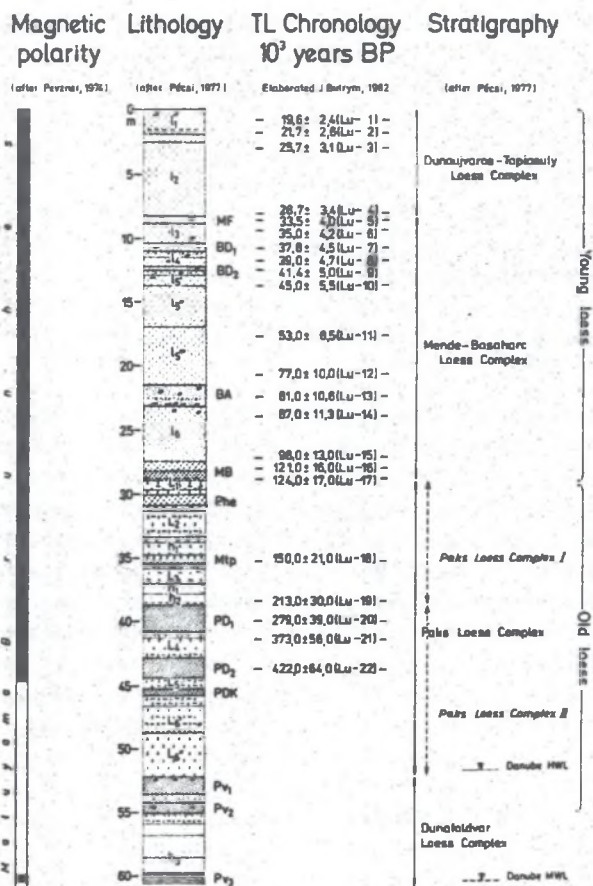 Magnetic polarity
(after Pevzner, 1974)
Lithology
(after Pécsi, 1977)
TL Chronology
10³ years BP
Elaborated J Butrym, 1982
Stratigraphy
(after Pécsi, 1977)
0
m
5
10
15
20
25
30
35
40
45
50
55
60
l₂
l₃
l₄
l₆
L₂
MF
BD₁
BD₂
BA
MB
Phe
Mtp
PD₁
PD₂
PDK
Pv₁
Pv₂
Pv₃
19,6± 2,4(Lu- 1)
21,7± 2,6(Lu- 2)
25,7± 3,1(Lu- 3)
28,7± 3,4(Lu- 4)
33,5± 4,0(Lu- 5)
35,0± 4,2(Lu- 6)
37,8± 4,5(Lu- 7)
39,0± 4,7(Lu- 8)
41,4± 5,0(Lu- 9)
45,0± 5,5(Lu-10)
53,0± 6,5(Lu-11)
77,0±10,0(Lu-12)
81,0±10,6(Lu-13)
87,0±11,3(Lu-14)
98,0±13,0(Lu-15)
121,0±16,0(Lu-16)
124,0±17,0(Lu-17)
150,0±21,0(Lu-18)
213,0±30,0(Lu-19)
279,0±39,0(Lu-20)
373,0±56,0(Lu-21)
422,0±64,0(Lu-22)
Dunaujvaros-Tapiosuly
Loess Complex
Mende-Basaharc
Loess Complex
Paks Loess Complex I
Paks Loess Complex
Paks Loess Complex II
Danube HWL
Dunafoldvar
Loess Complex
Danube MWL
Young loess
Old loess